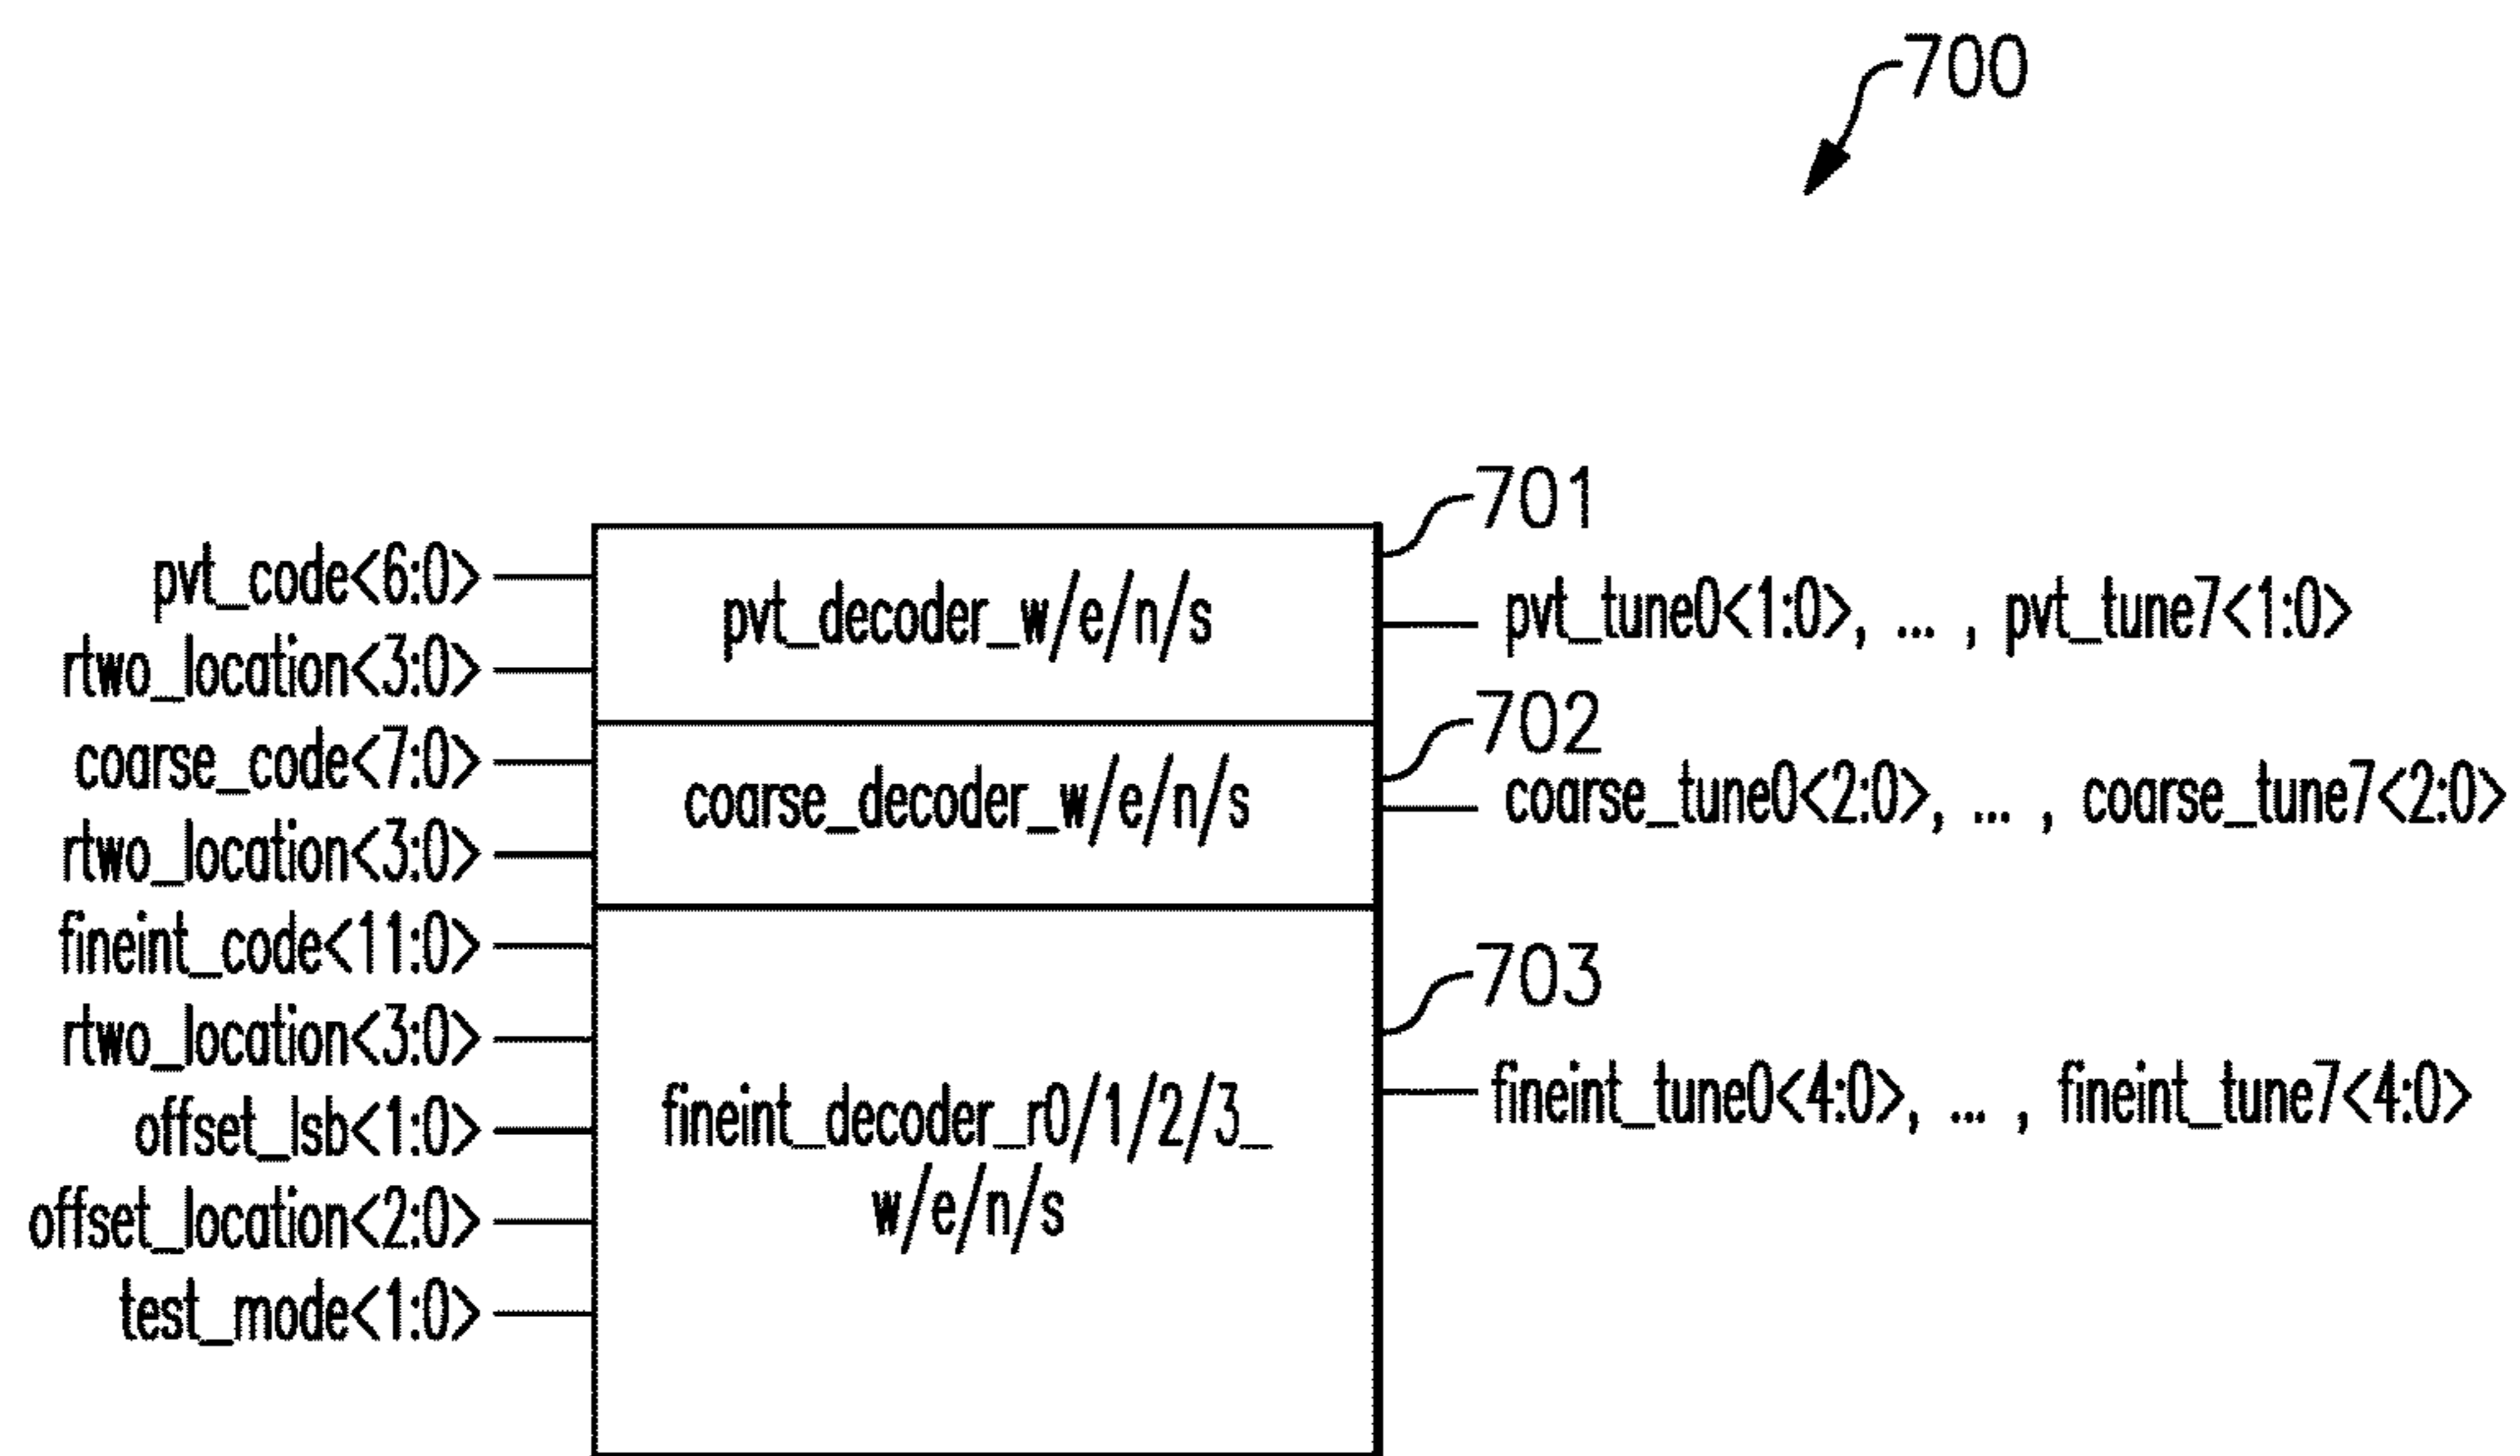 700
701
pvt_code<6:0>
pvt_decoder_w/e/n/s
pvt_tune0<1:0>, ... , pvt_tune7<1:0>
rtwo_location<3:0>
702
coarse_code<7:0>
coarse_decoder_w/e/n/s
coarse_tune0<2:0>, ... , coarse_tune7<2:0>
rtwo_location<3:0>
fineint_code<11:0>
703
rtwo_location<3:0>
fineint_decoder_r0/1/2/3_
w/e/n/s
fineint_tune0<4:0>, ... , fineint_tune7<4:0>
offset_lsb<1:0>
offset_location<2:0>
test_mode<1:0>